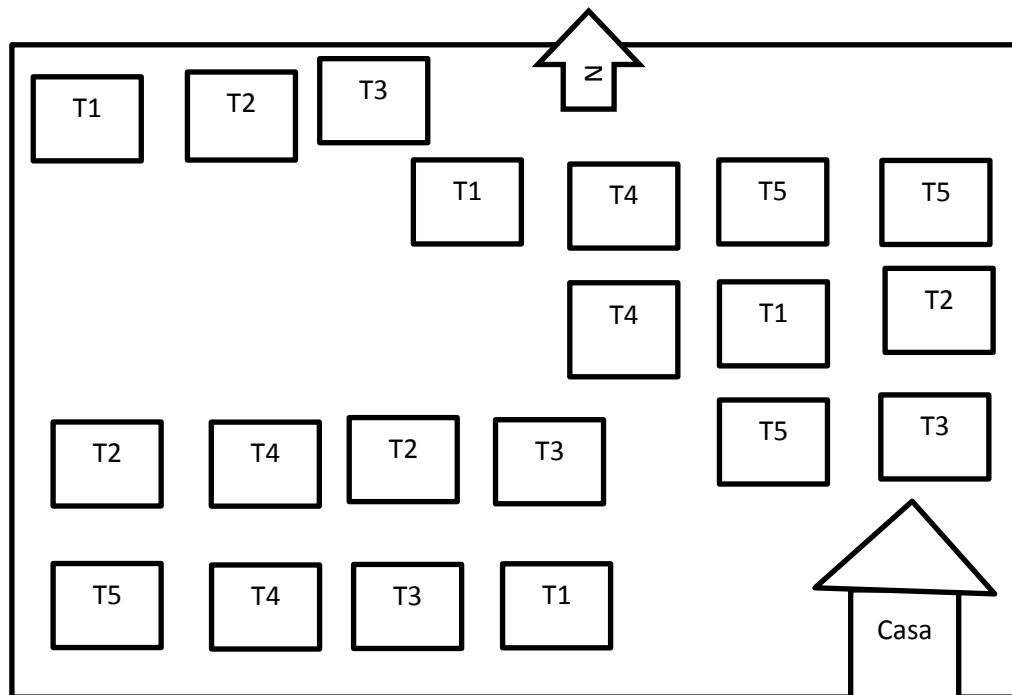 N
T1 T2 T3
T1 T4 T5 T5
T4 T1 T2
T5 T3
T2 T4 T2 T3
T5 T4 T3 T1
Casa